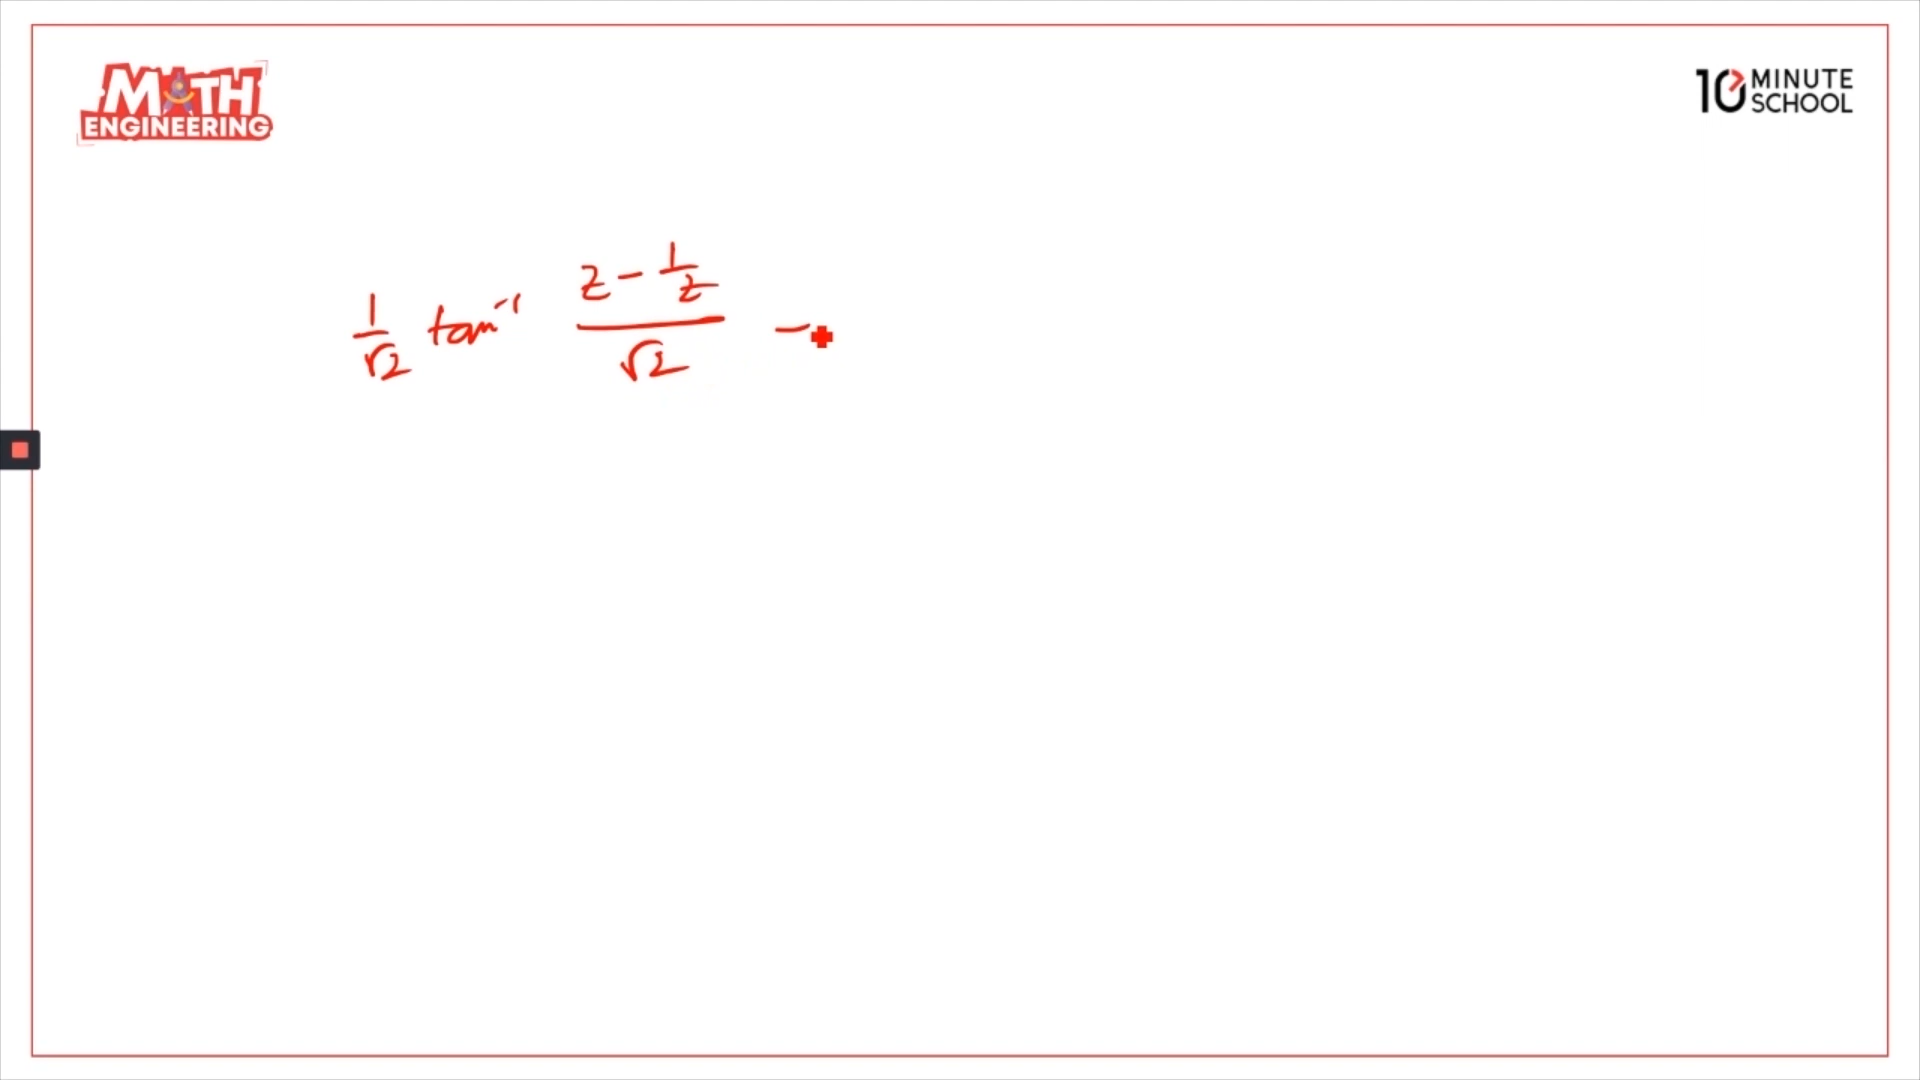 MATH
ENGINEERING
10 MINUTE
SCHOOL
1/√2 tan⁻¹ (z - 1/z)/√2 -